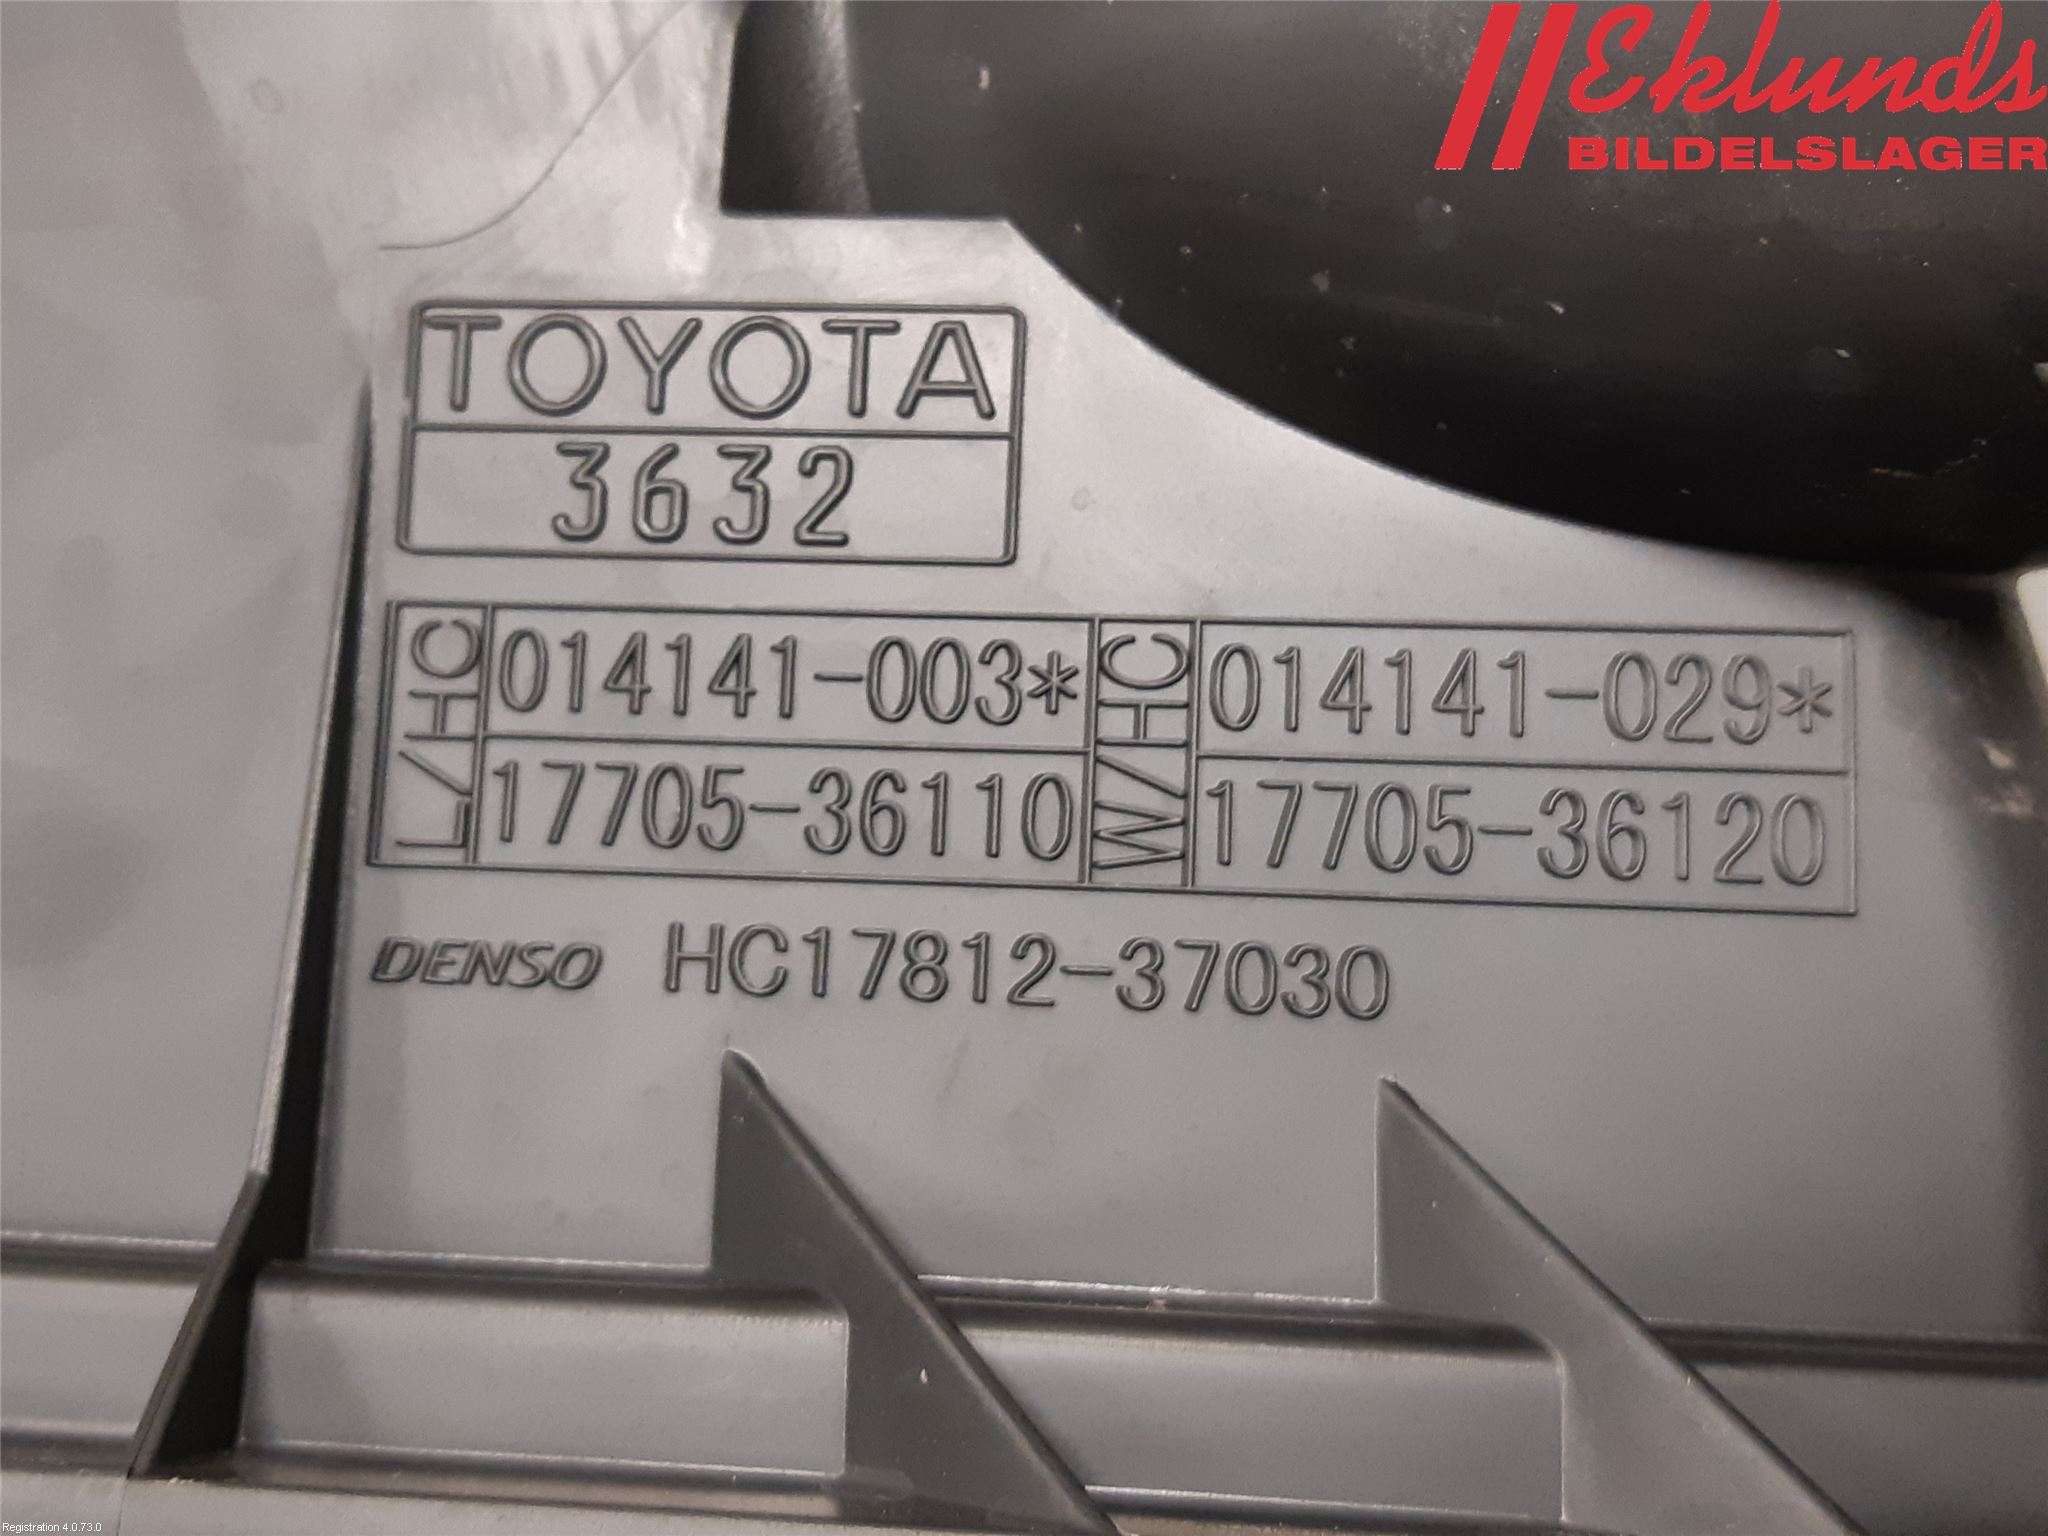 Eklunds
BILDELSLAGER
TOYOTA
3632
L/HC 014141-003* W/HC 014141-029*
17705-36110 17705-36120
DENSO HC17812-37030
Registration 4.0.73.0